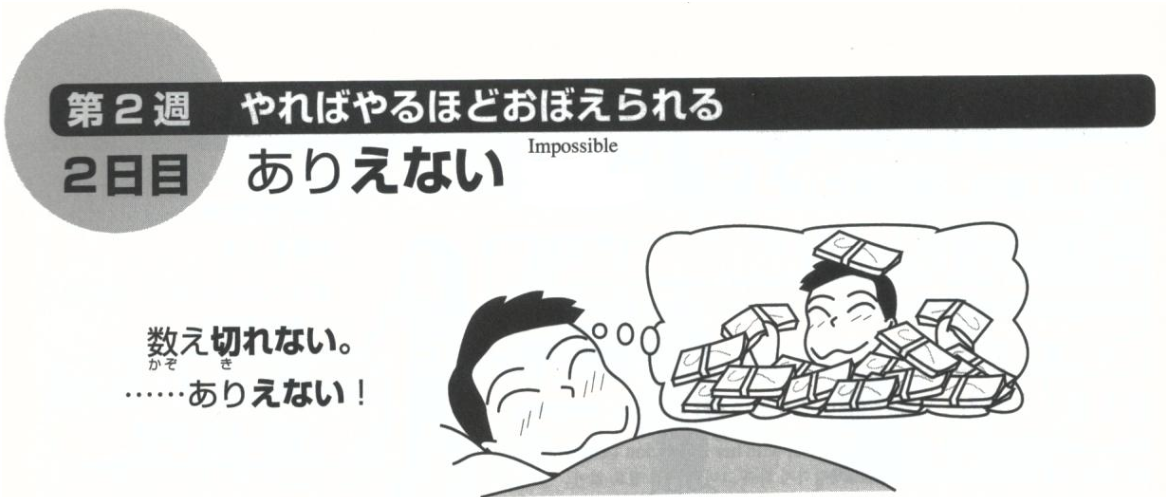 第2週 やればやるほどおぼえられる
2日目 ありえない Impossible
数え切れない。
かぞ き
……ありえない！